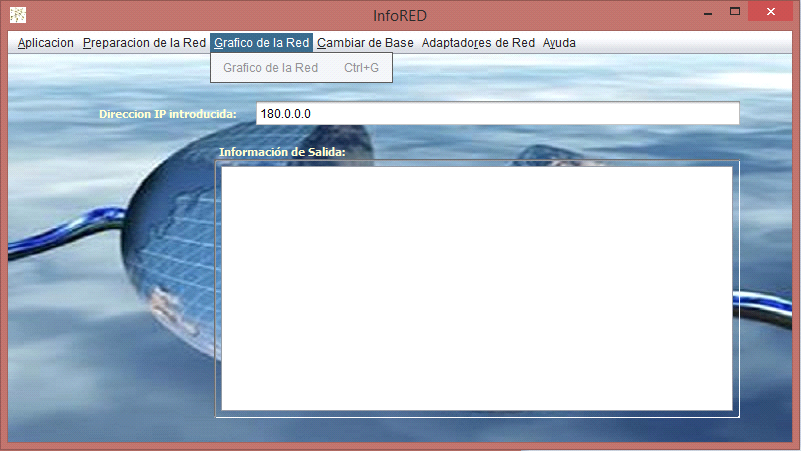 InfoRED
Aplicacion Preparacion de la Red Grafico de la Red Cambiar de Base Adaptadores de Red Ayuda
Grafico de la Red Ctrl+G
Direccion IP introducida: 180.0.0.0
Información de Salida: